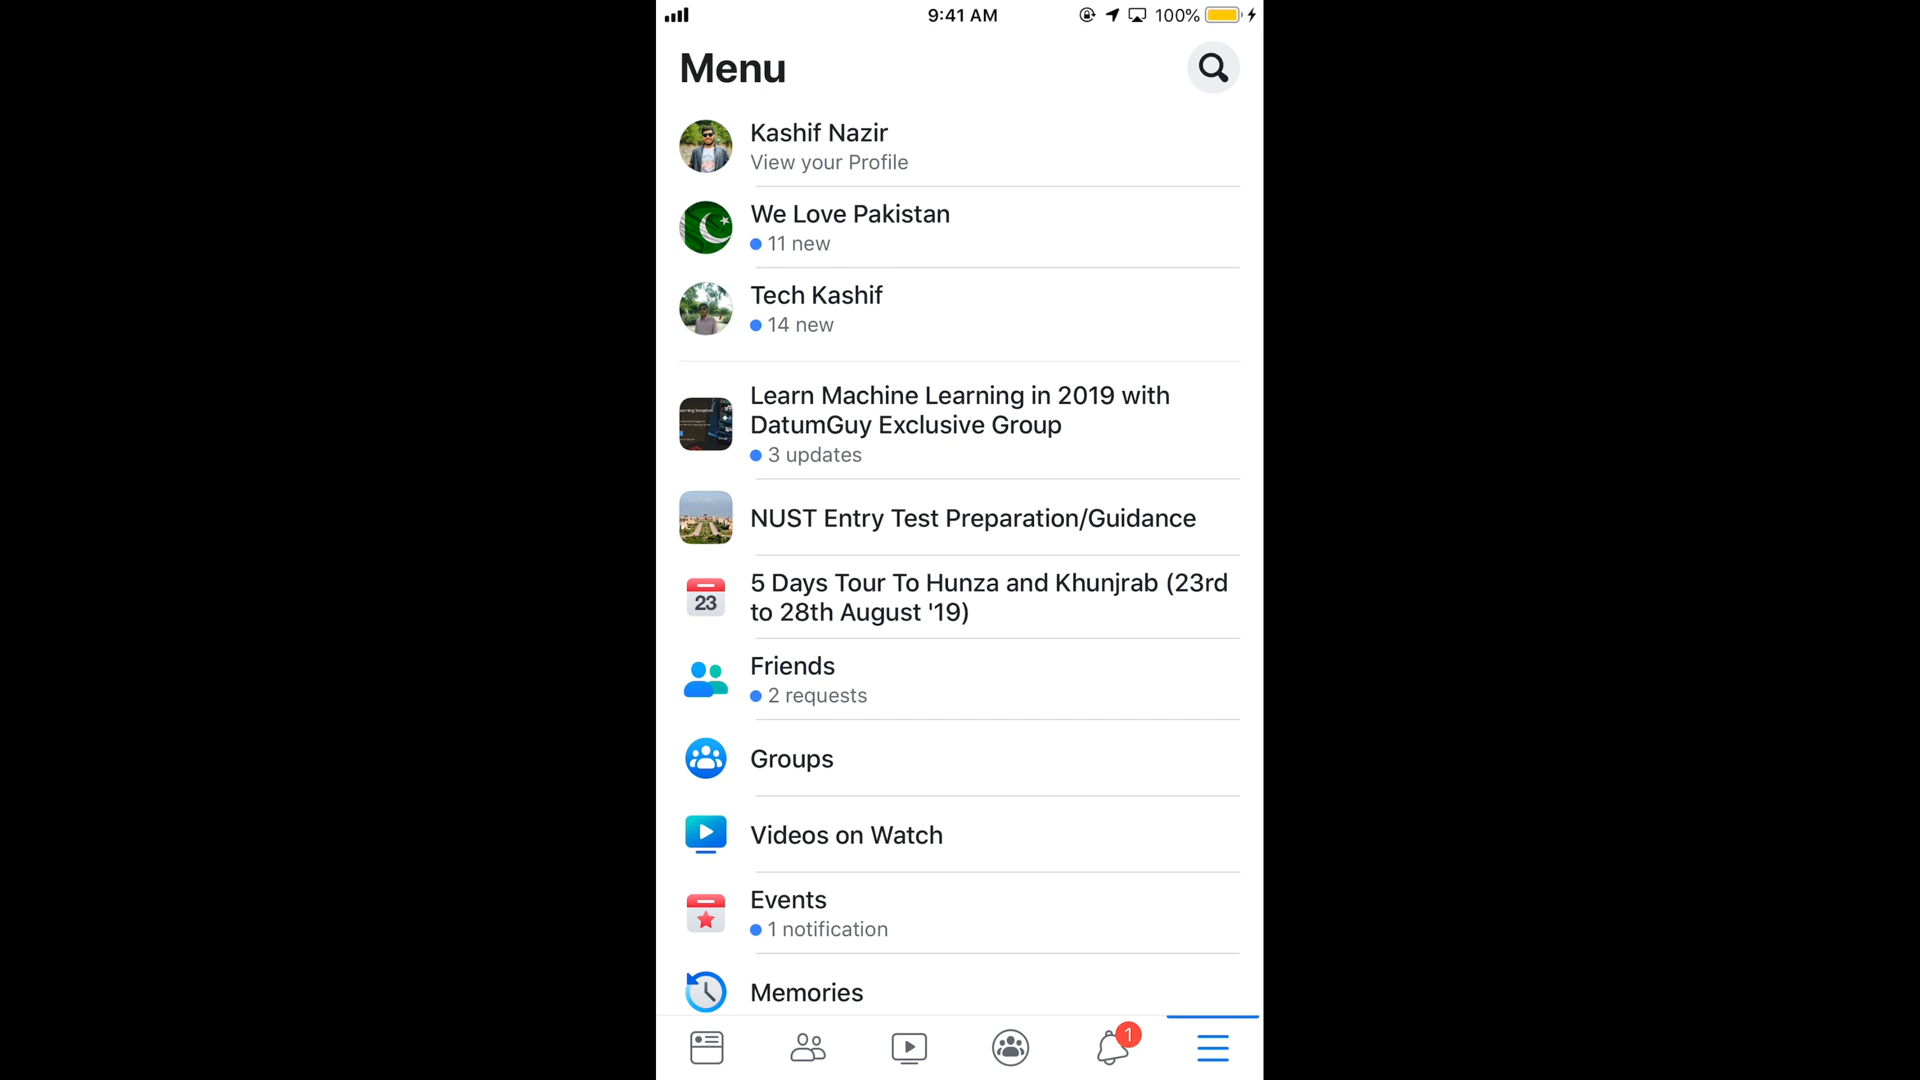 9:41 AM
100%
Menu
Kashif Nazir
View your Profile
We Love Pakistan
11 new
Tech Kashif
14 new
Learn Machine Learning in 2019 with
DatumGuy Exclusive Group
3 updates
NUST Entry Test Preparation/Guidance
23
5 Days Tour To Hunza and Khunjrab (23rd
to 28th August '19)
Friends
2 requests
Groups
Videos on Watch
Events
1 notification
Memories
1